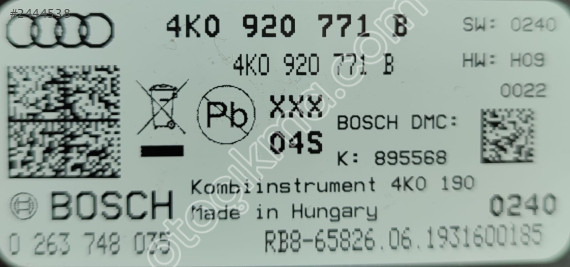 #2444538
4K0 920 771 B
SW: 0240
4K0 920 771 B
HW: H09
0022
Pb
XXX
04S
BOSCH DMC:
K: 895568
Kombiinstrument 4K0 190
BOSCH
Made in Hungary
0240
0 263 748 035
RB8-65826.06.1931600185